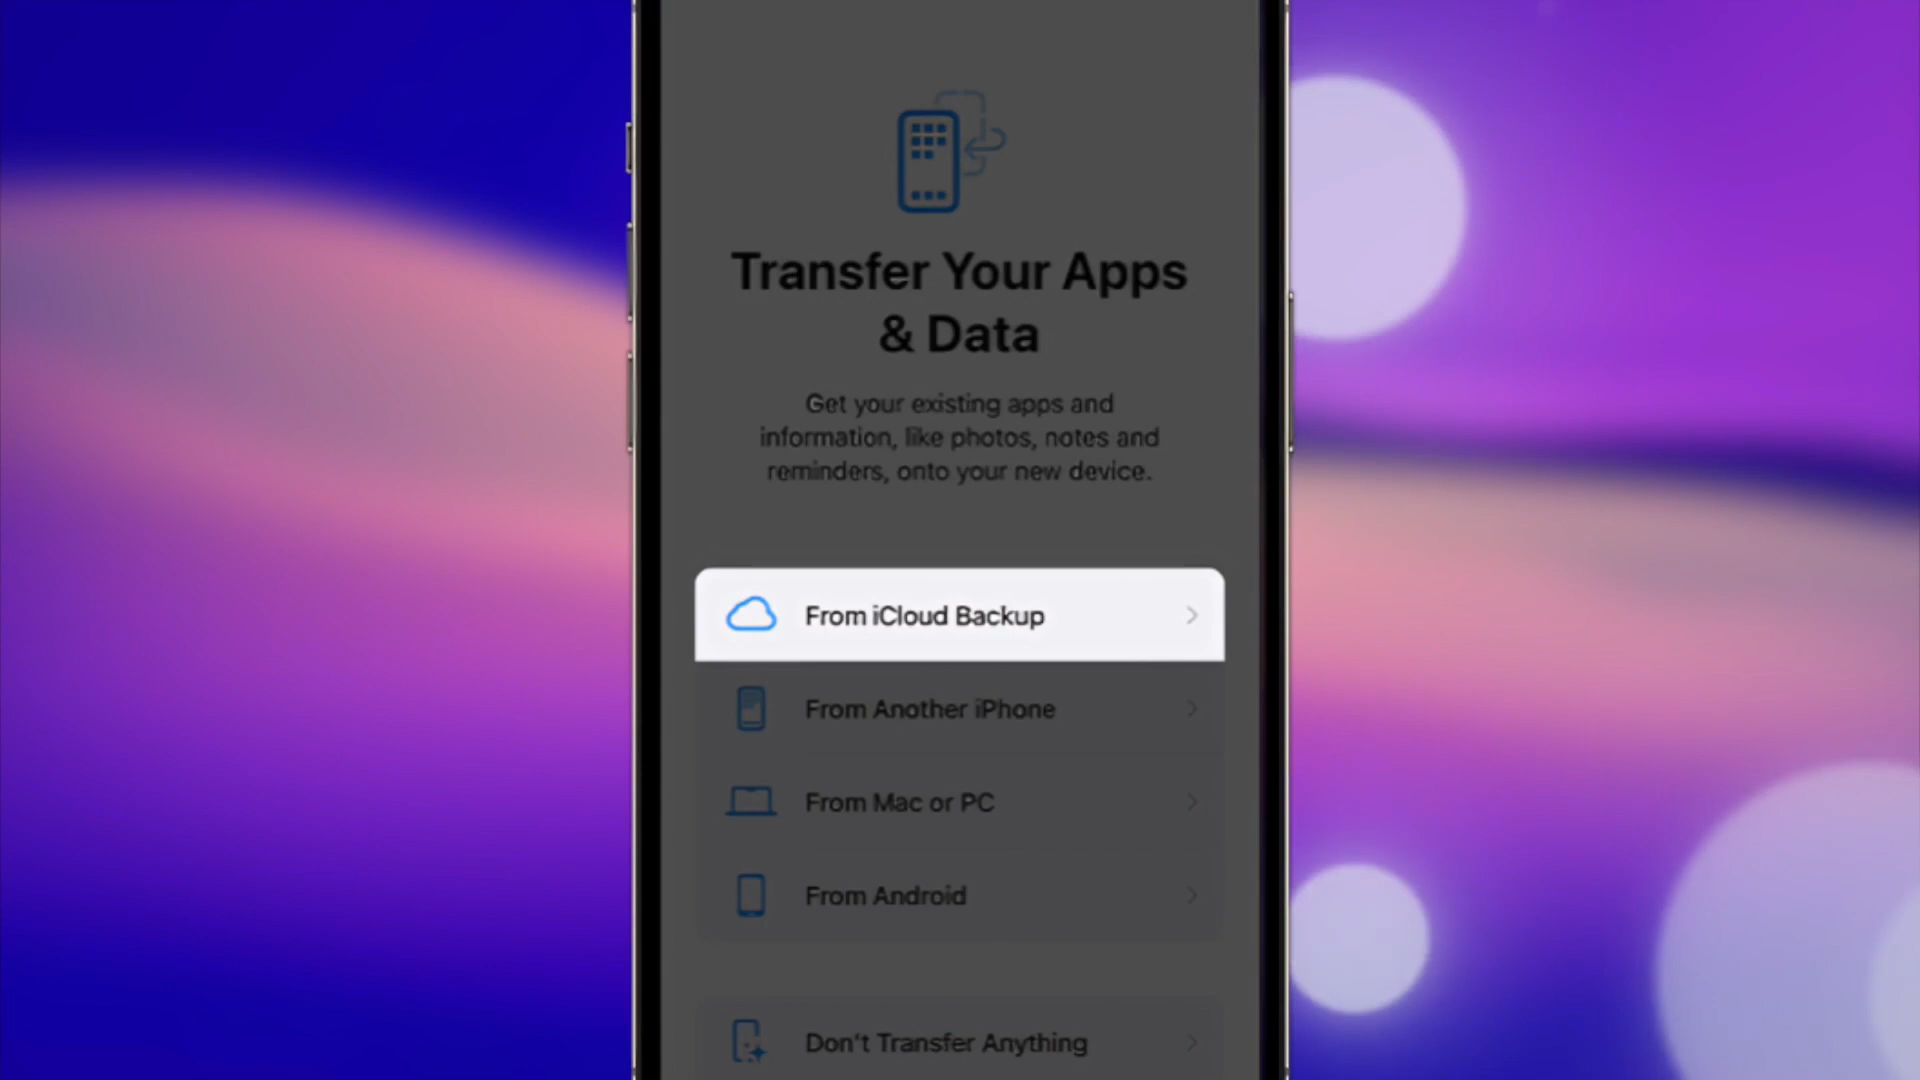 Transfer Your Apps
& Data
Get your existing apps and
information, like photos, notes and
reminders, onto your new device.
From iCloud Backup
From Another iPhone
From Mac or PC
From Android
Don't Transfer Anything